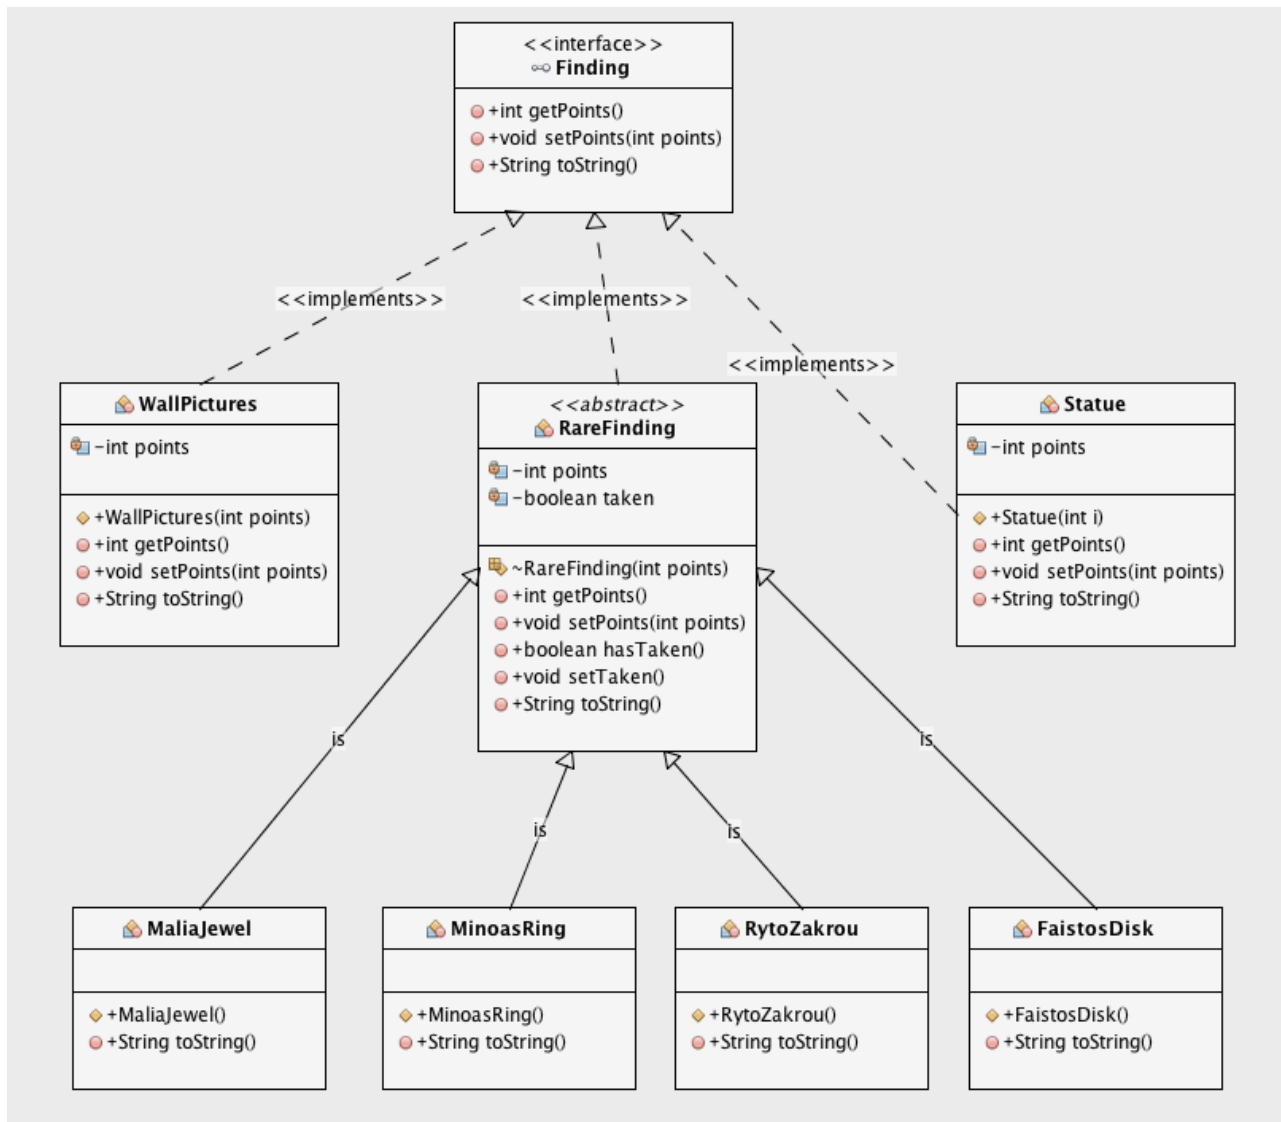 <<interface>>
Finding
+int getPoints()
+void setPoints(int points)
+String toString()
<<implements>>
<<implements>>
<<implements>>
WallPictures
-int points
+WallPictures(int points)
+int getPoints()
+void setPoints(int points)
+String toString()
<<abstract>>
RareFinding
-int points
-boolean taken
~RareFinding(int points)
+int getPoints()
+void setPoints(int points)
+boolean hasTaken()
+void setTaken()
+String toString()
Statue
-int points
+Statue(int i)
+int getPoints()
+void setPoints(int points)
+String toString()
is
is
is
is
MaliaJewel
+MaliaJewel()
+String toString()
MinoasRing
+MinoasRing()
+String toString()
RytoZakrou
+RytoZakrou()
+String toString()
FaistosDisk
+FaistosDisk()
+String toString()